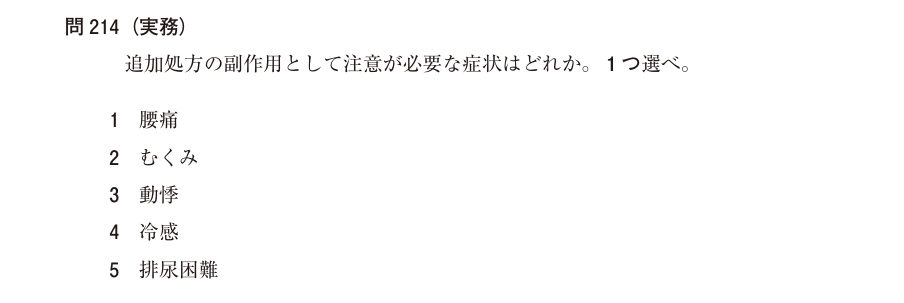 問 214（実務）
追加処方の副作用として注意が必要な症状はどれか。1つ選べ。
1 腰痛
2 むくみ
3 動悸
4 冷感
5 排尿困難